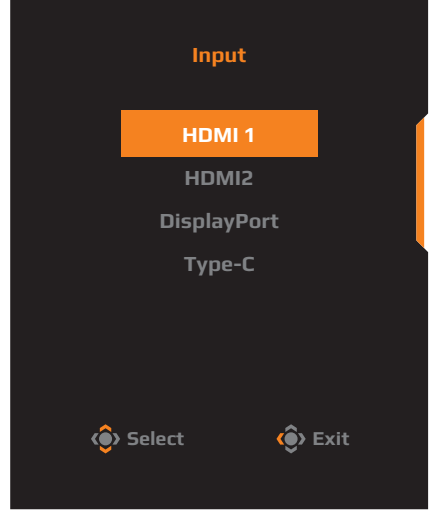 Input
HDMI 1
HDMI2
DisplayPort
Type-C
Select Exit